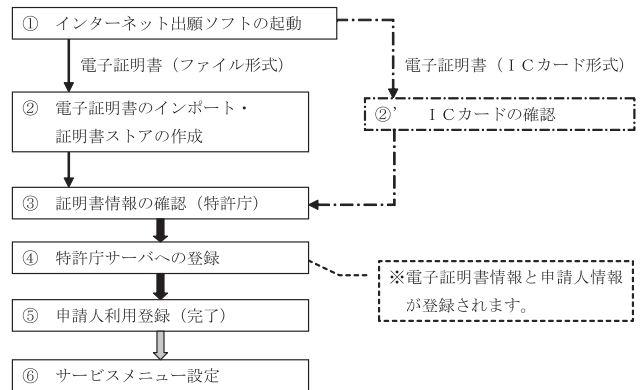 ① インターネット出願ソフトの起動
電子証明書（ファイル形式）
電子証明書（ＩＣカード形式）
② 電子証明書のインポート・
証明書ストアの作成
②’ ＩＣカードの確認
③ 証明書情報の確認（特許庁）
④ 特許庁サーバへの登録
※電子証明書情報と申請人情報
が登録されます。
⑤ 申請人利用登録（完了）
⑥ サービスメニュー設定